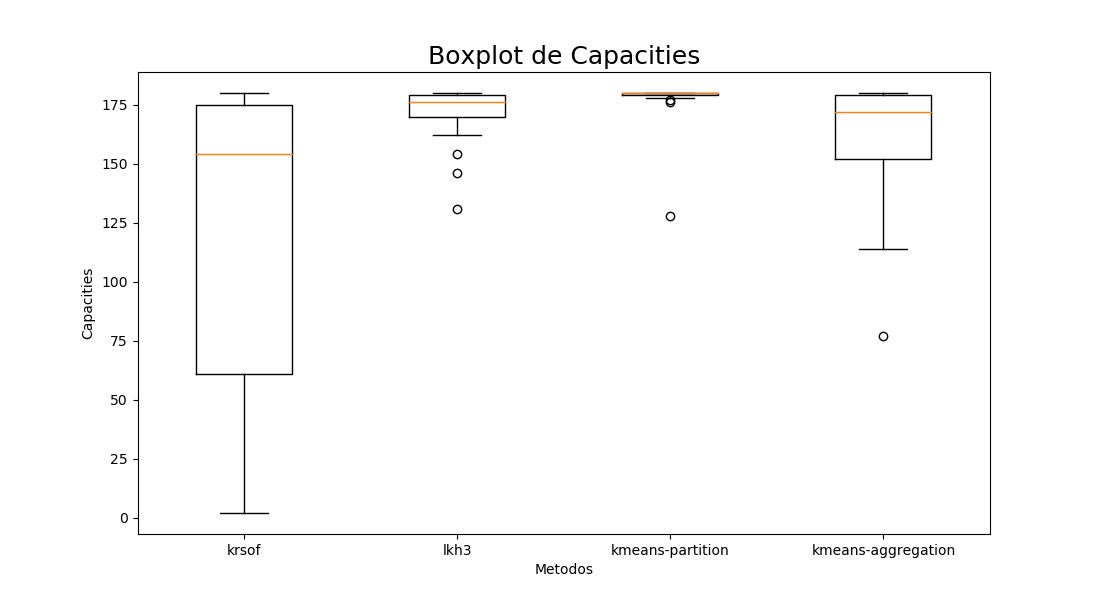 Boxplot de Capacities
Capacities
175
150
125
100
75
50
25
0
krsof
lkh3
kmeans-partition
kmeans-aggregation
Metodos